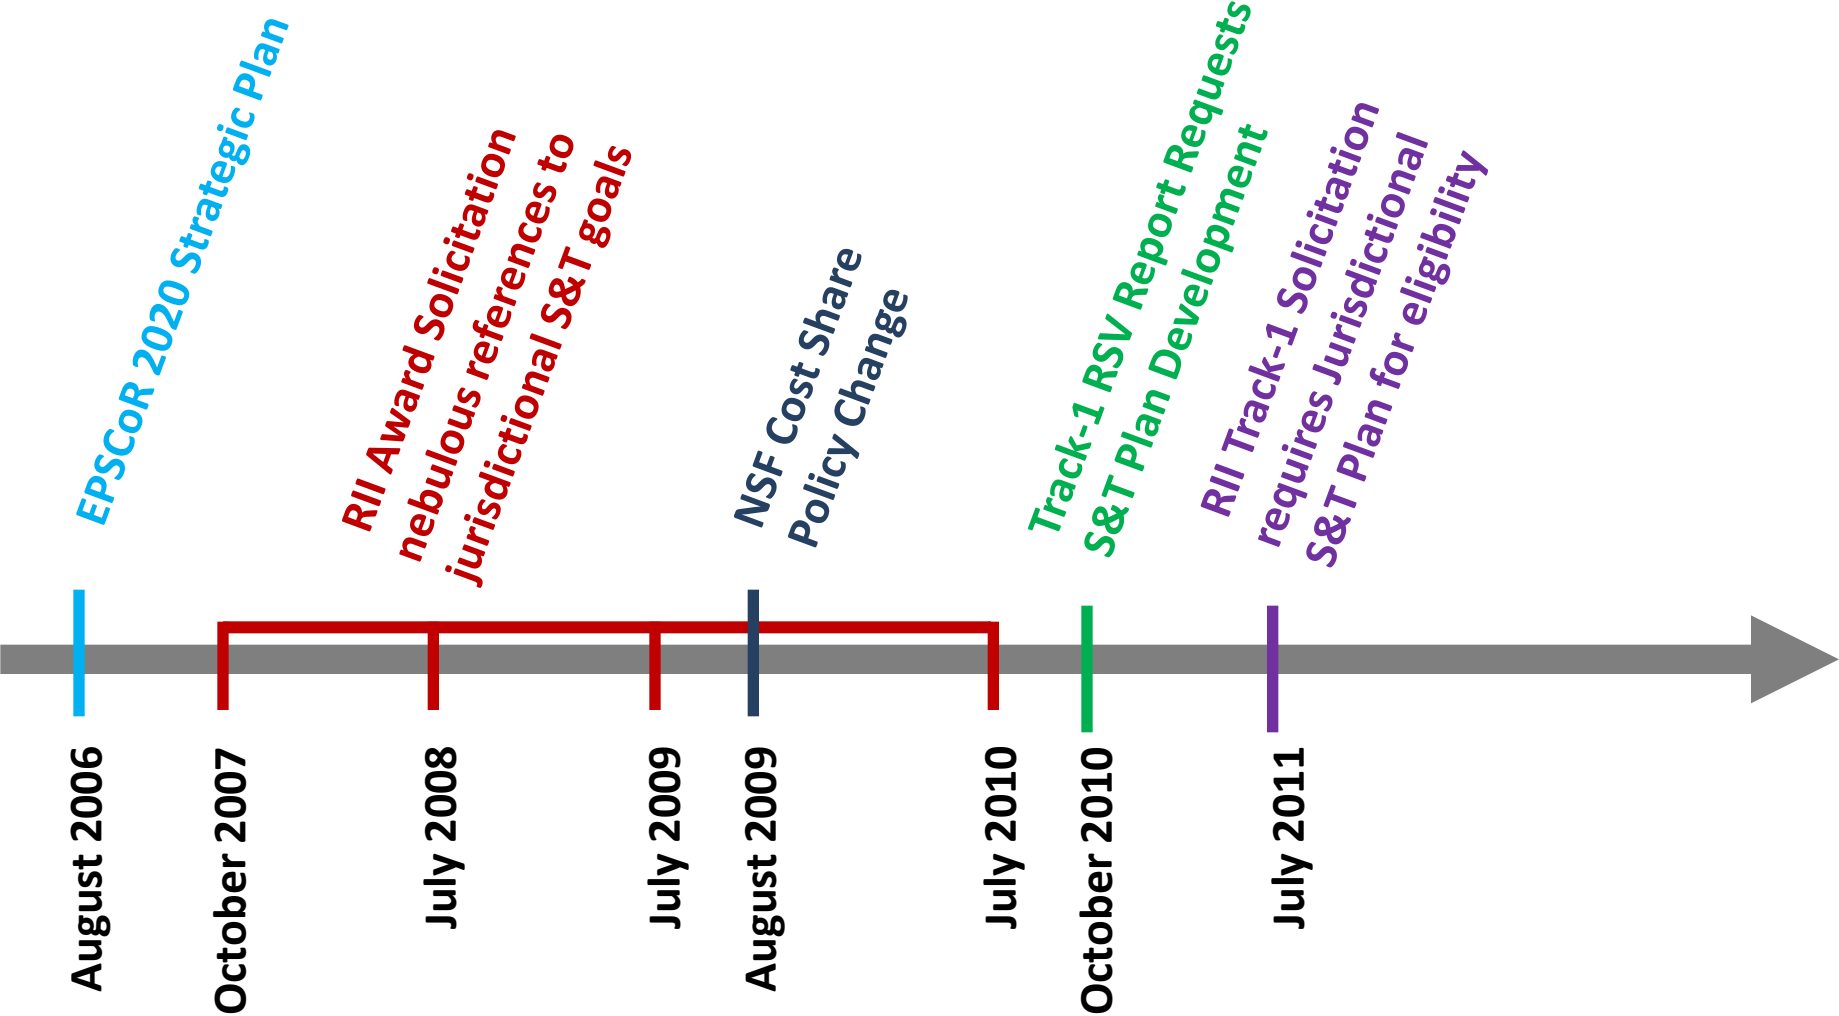 EPSCoR 2020 Strategic Plan
RII Award Solicitation
nebulous references to
jurisdictional S&T goals
NSF Cost Share
Policy Change
Track-1 RSV Report Requests
S&T Plan Development
RII Track-1 Solicitation
requires Jurisdictional
S&T Plan for eligibility
August 2006
October 2007
July 2008
July 2009
August 2009
July 2010
October 2010
July 2011